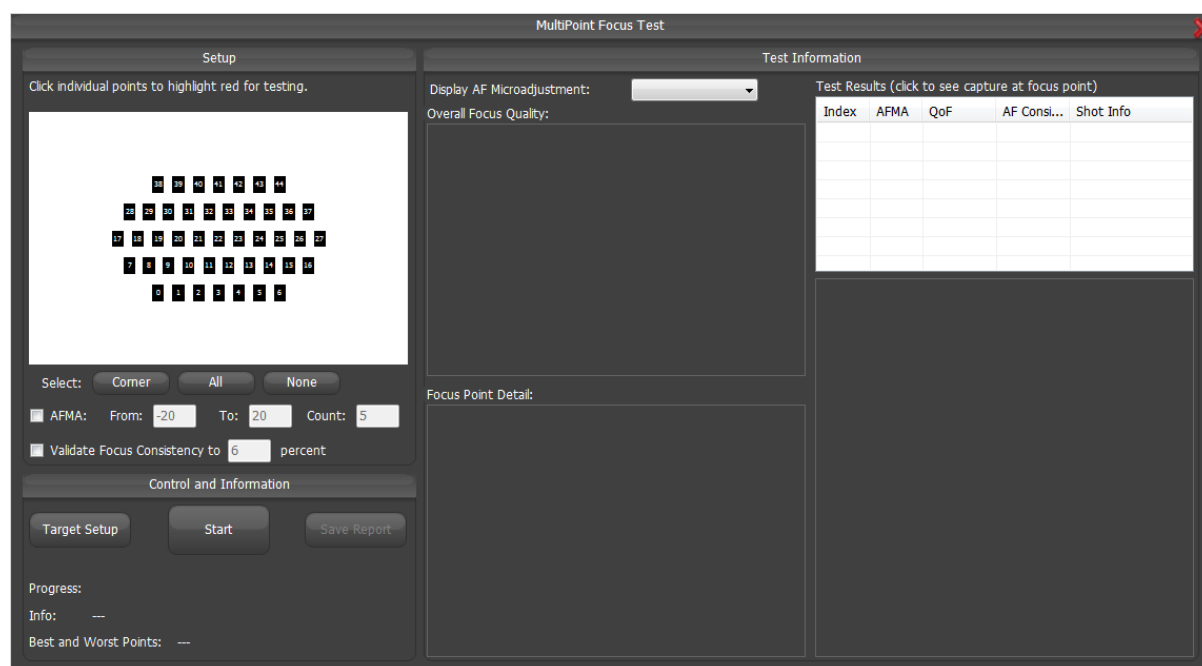 MultiPoint Focus Test
Setup
Click individual points to highlight red for testing.
38 39 40 41 42 43 44
28 29 30 31 32 33 34 35 36 37
17 18 19 20 21 22 23 24 25 26 27
7 8 9 10 11 12 13 14 15 16
0 1 2 3 4 5 6
Select: Corner All None
AFMA: From: -20 To: 20 Count: 5
Validate Focus Consistency to 6 percent
Control and Information
Target Setup Start Save Report
Progress:
Info: ---
Best and Worst Points: ---
Test Information
Display AF Microadjustment:
Overall Focus Quality:
Focus Point Detail:
Test Results (click to see capture at focus point)
Index AFMA QoF AF Consi... Shot Info